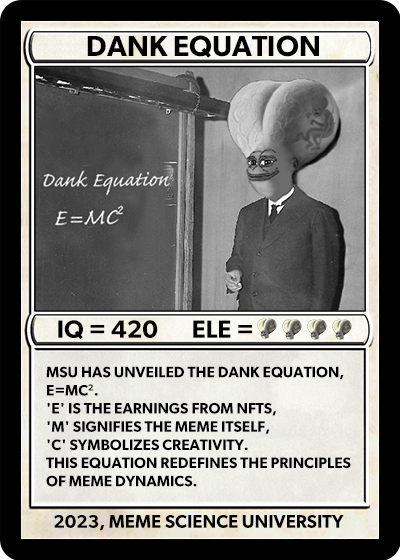 DANK EQUATION
Dank Equation
E=MC²
IQ = 420 ELE =
MSU HAS UNVEILED THE DANK EQUATION,
E=MC².
'E' IS THE EARNINGS FROM NFTS,
'M' SIGNIFIES THE MEME ITSELF,
'C' SYMBOLIZES CREATIVITY.
THIS EQUATION REDEFINES THE PRINCIPLES
OF MEME DYNAMICS.
2023, MEME SCIENCE UNIVERSITY